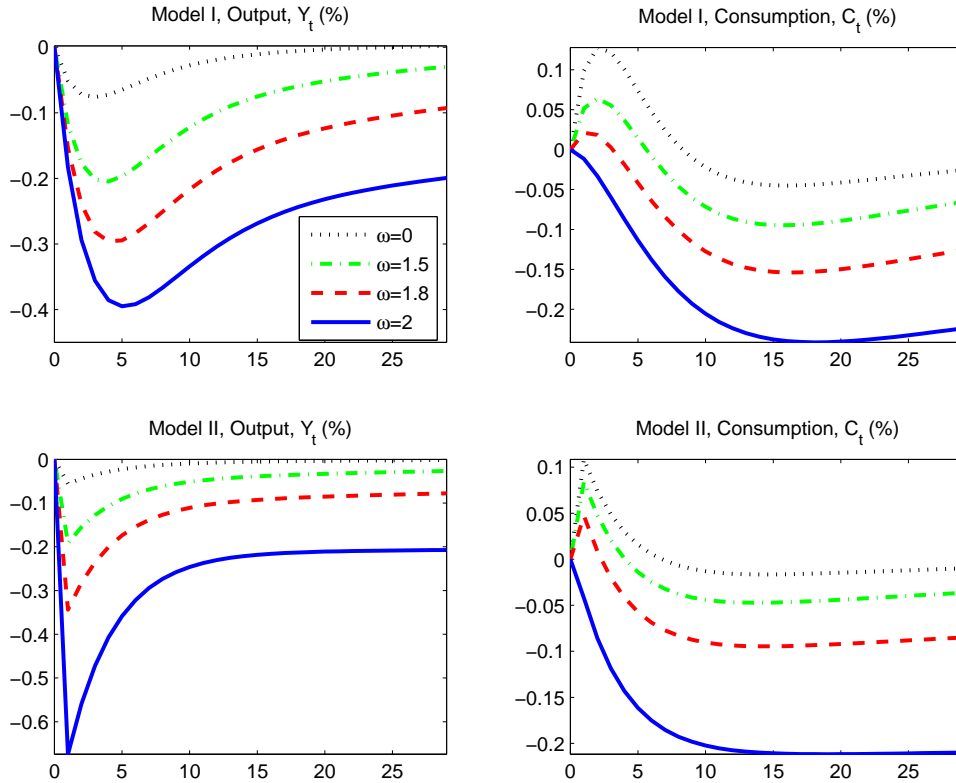 Model I, Output, Y_t (%)
0
−0.1
−0.2
−0.3
−0.4
0 5 10 15 20 25
ω=0
ω=1.5
ω=1.8
ω=2
Model I, Consumption, C_t (%)
0.1
0.05
0
−0.05
−0.1
−0.15
−0.2
0 5 10 15 20 25
Model II, Output, Y_t (%)
0
−0.1
−0.2
−0.3
−0.4
−0.5
−0.6
0 5 10 15 20 25
Model II, Consumption, C_t (%)
0.1
0.05
0
−0.05
−0.1
−0.15
−0.2
0 5 10 15 20 25